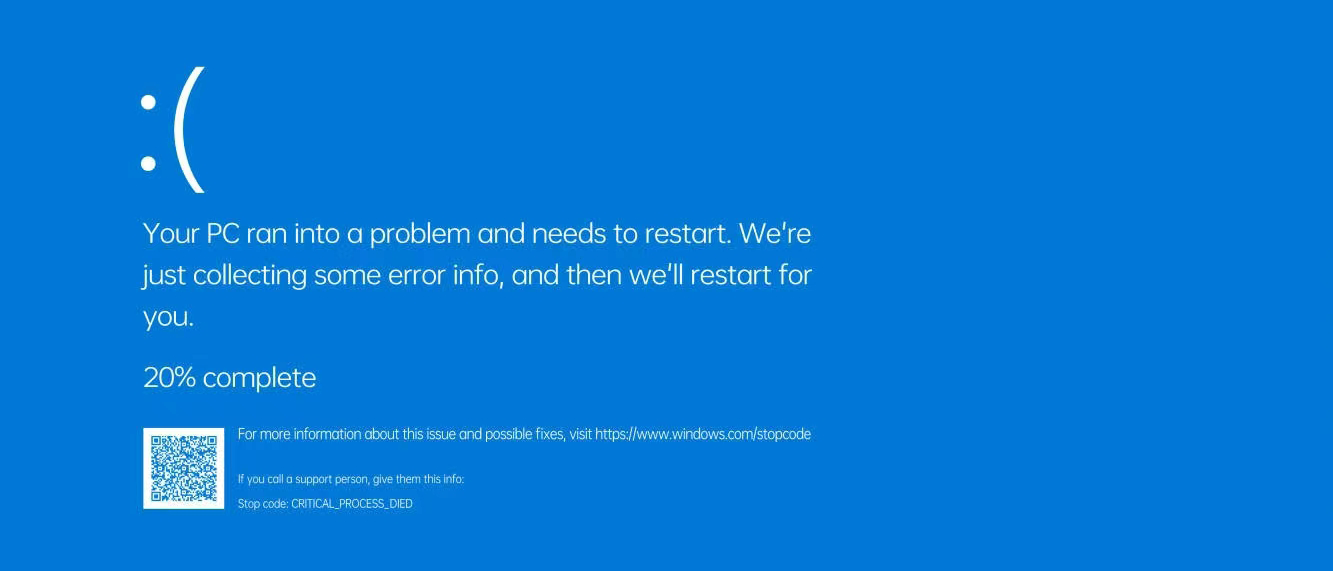 :(
Your PC ran into a problem and needs to restart. We're
just collecting some error info, and then we'll restart for
you.
20% complete
For more information about this issue and possible fixes, visit https://www.windows.com/stopcode
If you call a support person, give them this info:
Stop code: CRITICAL_PROCESS_DIED